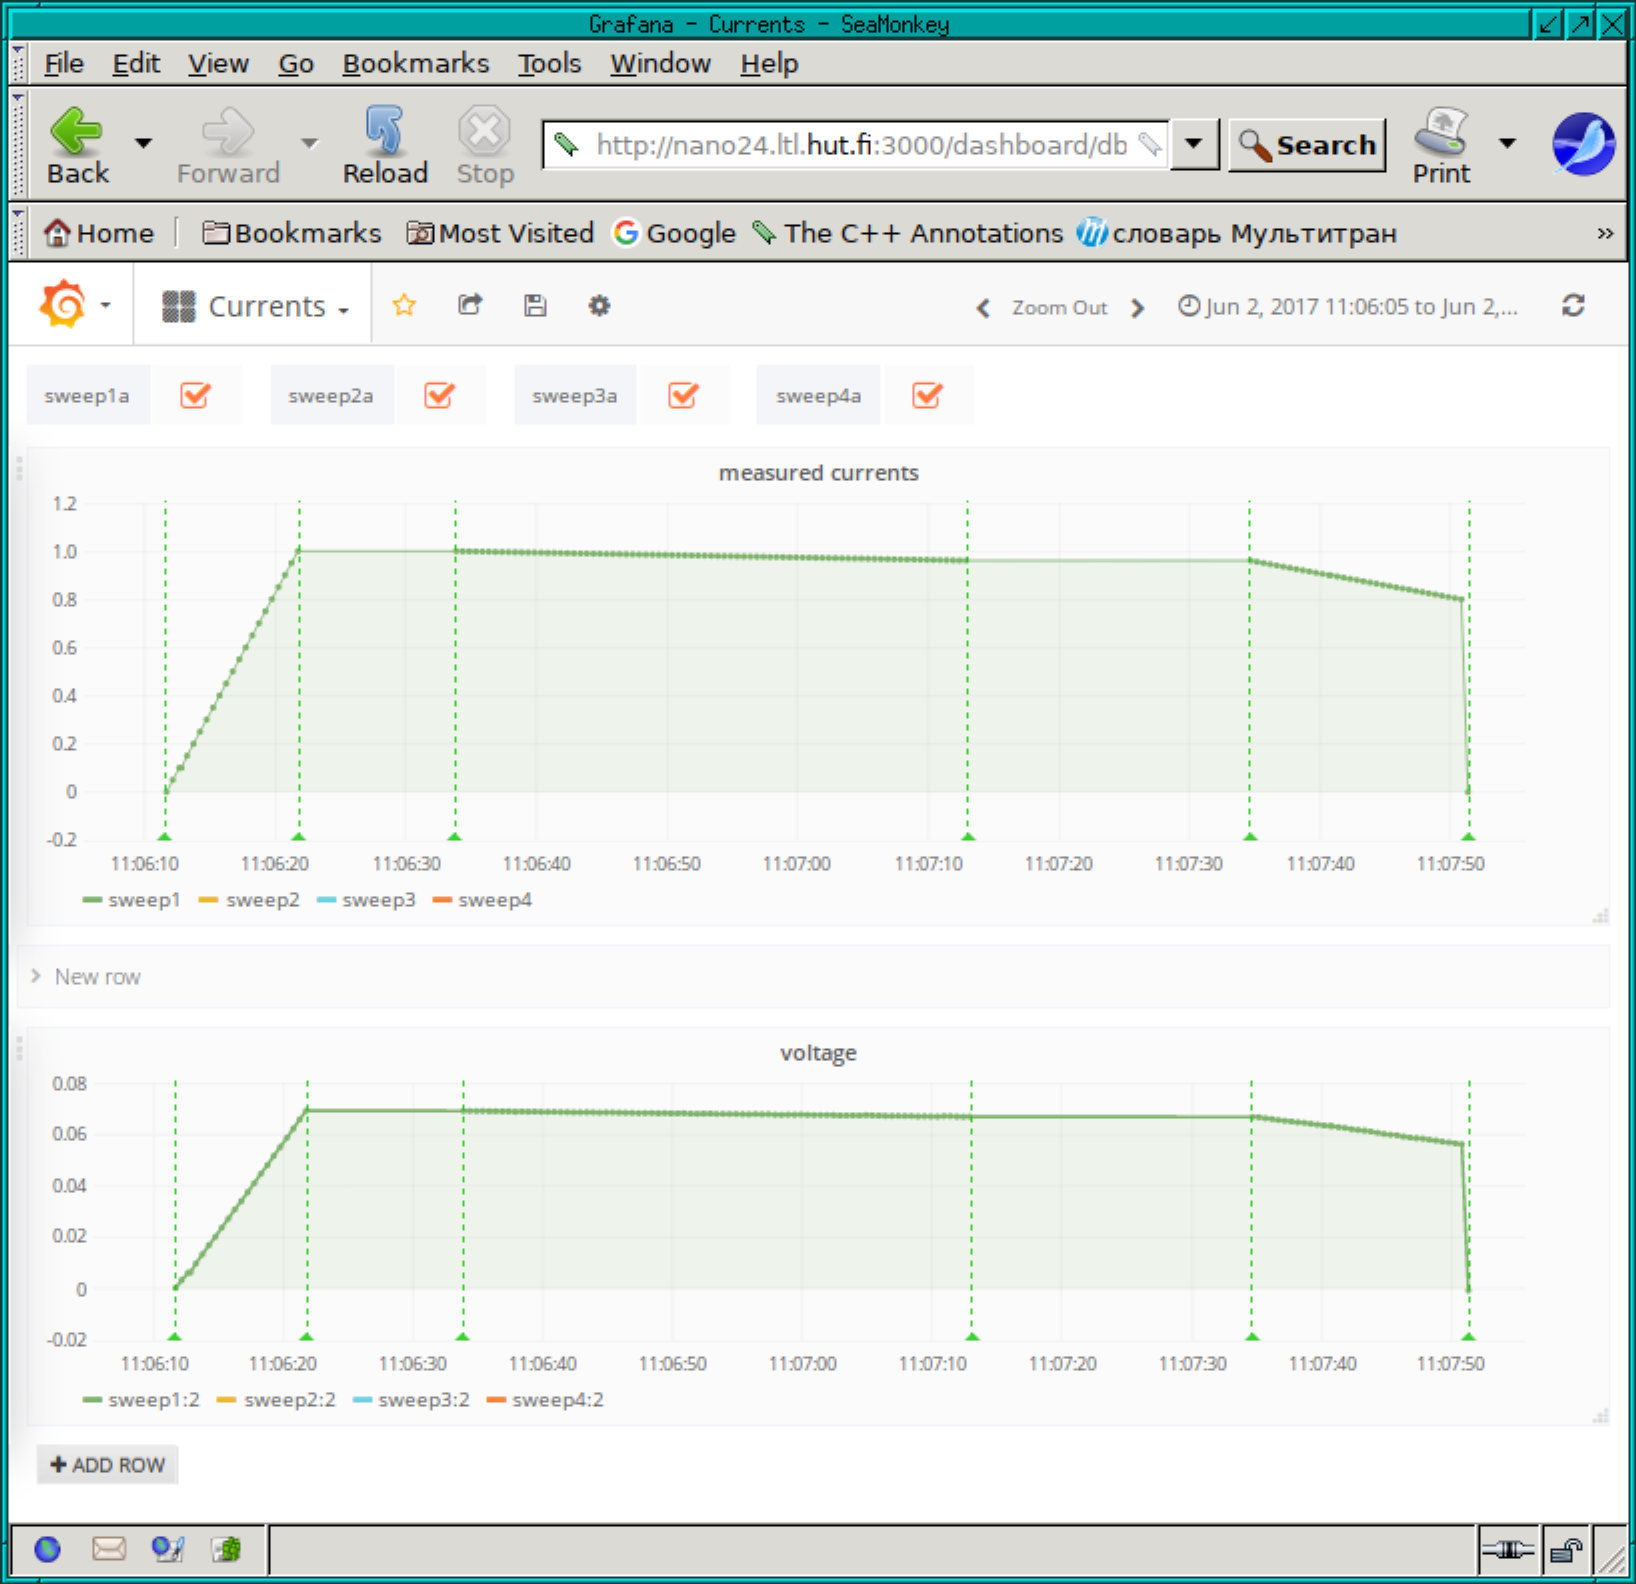 Grafana - Currents - SeaMonkey
File Edit View Go Bookmarks Tools Window Help
Back Forward Reload Stop http://nano24.ltl.hut.fi:3000/dashboard/db Search Print
Home Bookmarks Most Visited Google The C++ Annotations словарь Мультитран »
Currents Zoom Out Jun 2, 2017 11:06:05 to Jun 2,...
sweep1a sweep2a sweep3a sweep4a
measured currents
1.2
1.0
0.8
0.6
0.4
0.2
0
-0.2
11:06:10 11:06:20 11:06:30 11:06:40 11:06:50 11:07:00 11:07:10 11:07:20 11:07:30 11:07:40 11:07:50
sweep1 sweep2 sweep3 sweep4
New row
voltage
0.08
0.06
0.04
0.02
0
-0.02
11:06:10 11:06:20 11:06:30 11:06:40 11:06:50 11:07:00 11:07:10 11:07:20 11:07:30 11:07:40 11:07:50
sweep1:2 sweep2:2 sweep3:2 sweep4:2
+ ADD ROW